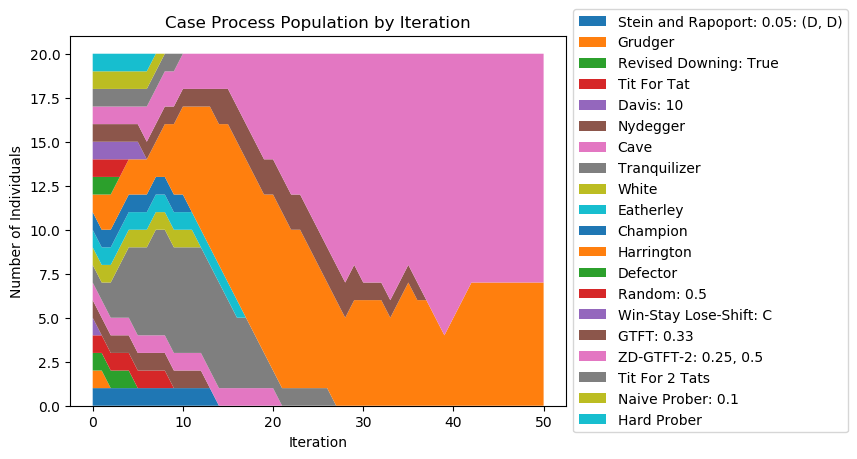 Case Process Population by Iteration
Number of Individuals
20.0
17.5
15.0
12.5
10.0
7.5
5.0
2.5
0.0
0
10
20
30
40
50
Iteration
Stein and Rapoport: 0.05: (D, D)
Grudger
Revised Downing: True
Tit For Tat
Davis: 10
Nydegger
Cave
Tranquilizer
White
Eatherley
Champion
Harrington
Defector
Random: 0.5
Win-Stay Lose-Shift: C
GTFT: 0.33
ZD-GTFT-2: 0.25, 0.5
Tit For 2 Tats
Naive Prober: 0.1
Hard Prober